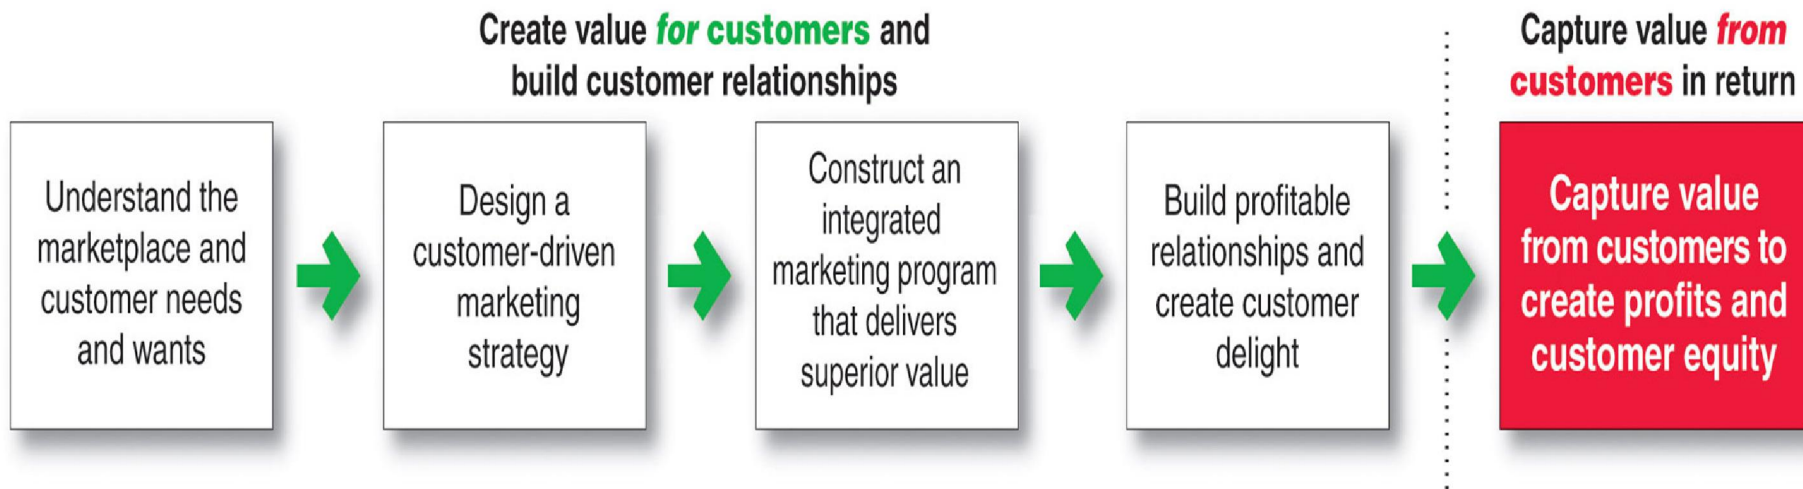 Create value for customers and
build customer relationships
Capture value from
customers in return
Understand the
marketplace and
customer needs
and wants
Design a
customer-driven
marketing
strategy
Construct an
integrated
marketing program
that delivers
superior value
Build profitable
relationships and
create customer
delight
Capture value
from customers to
create profits and
customer equity